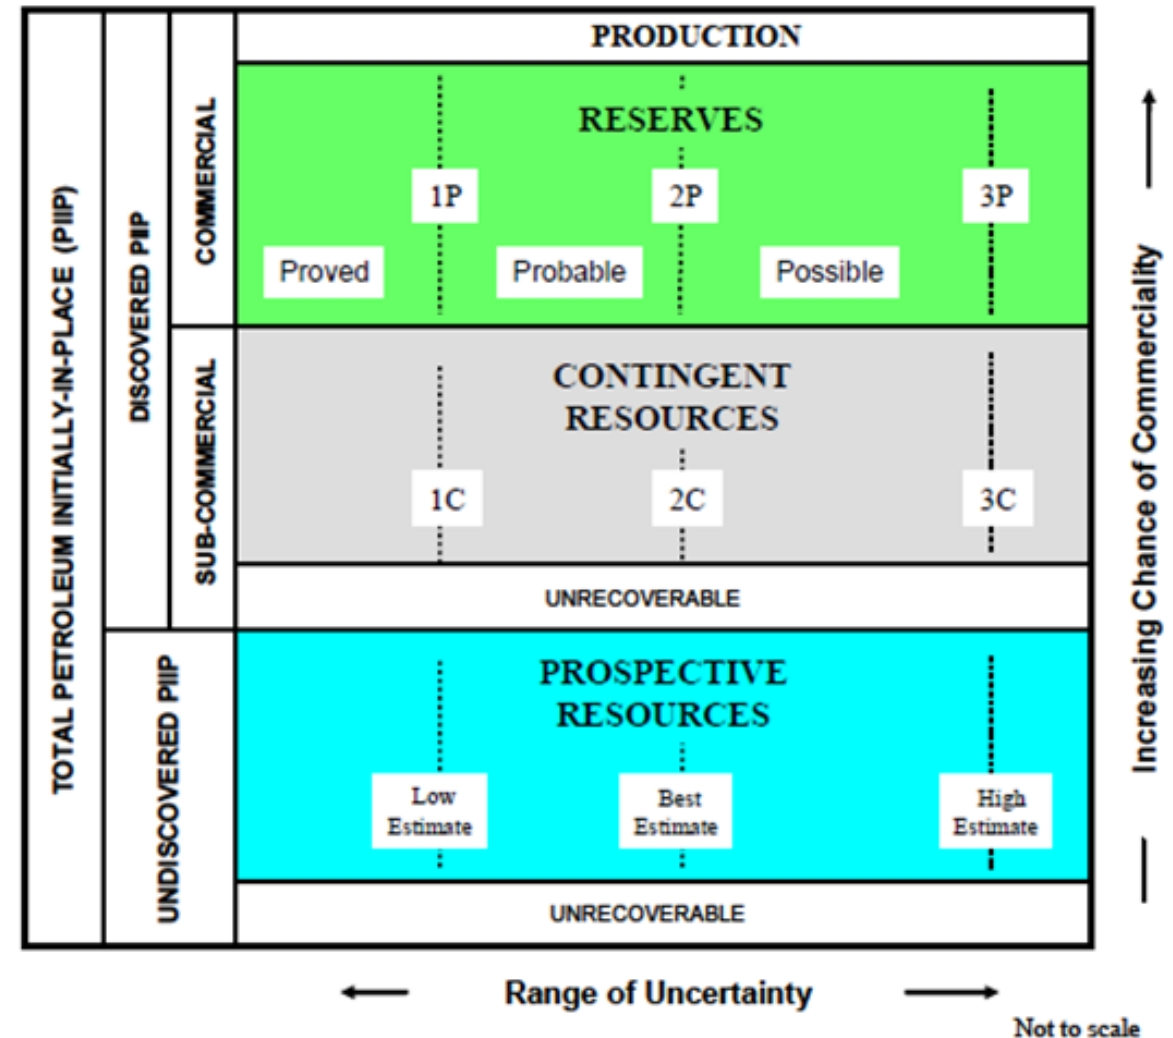 TOTAL PETROLEUM INITIALLY-IN-PLACE (PIIP)
DISCOVERED PIIP
UNDISCOVERED PIIP
COMMERCIAL
SUB-COMMERCIAL
PRODUCTION
RESERVES
1P
2P
3P
Proved
Probable
Possible
CONTINGENT
RESOURCES
1C
2C
3C
UNRECOVERABLE
PROSPECTIVE
RESOURCES
Low
Estimate
Best
Estimate
High
Estimate
UNRECOVERABLE
Increasing Chance of Commerciality
Range of Uncertainty
Not to scale